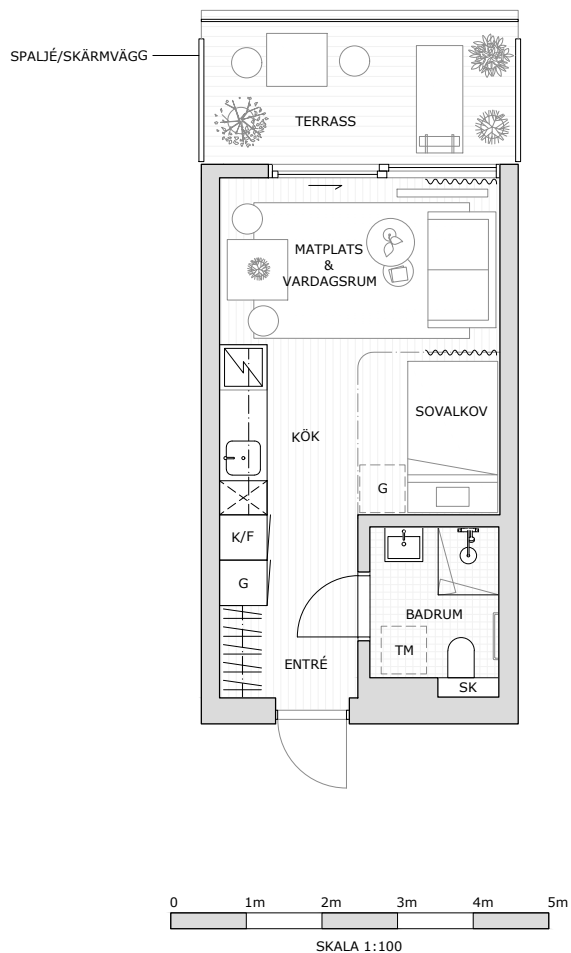 SPALJÉ/SKÄRMVÄGG
TERRASS
MATPLATS
&
VARDAGSRUM
SOVALKOV
KÖK
G
K/F
G
BADRUM
TM
ENTRÉ
SK
0 1m 2m 3m 4m 5m
SKALA 1:100